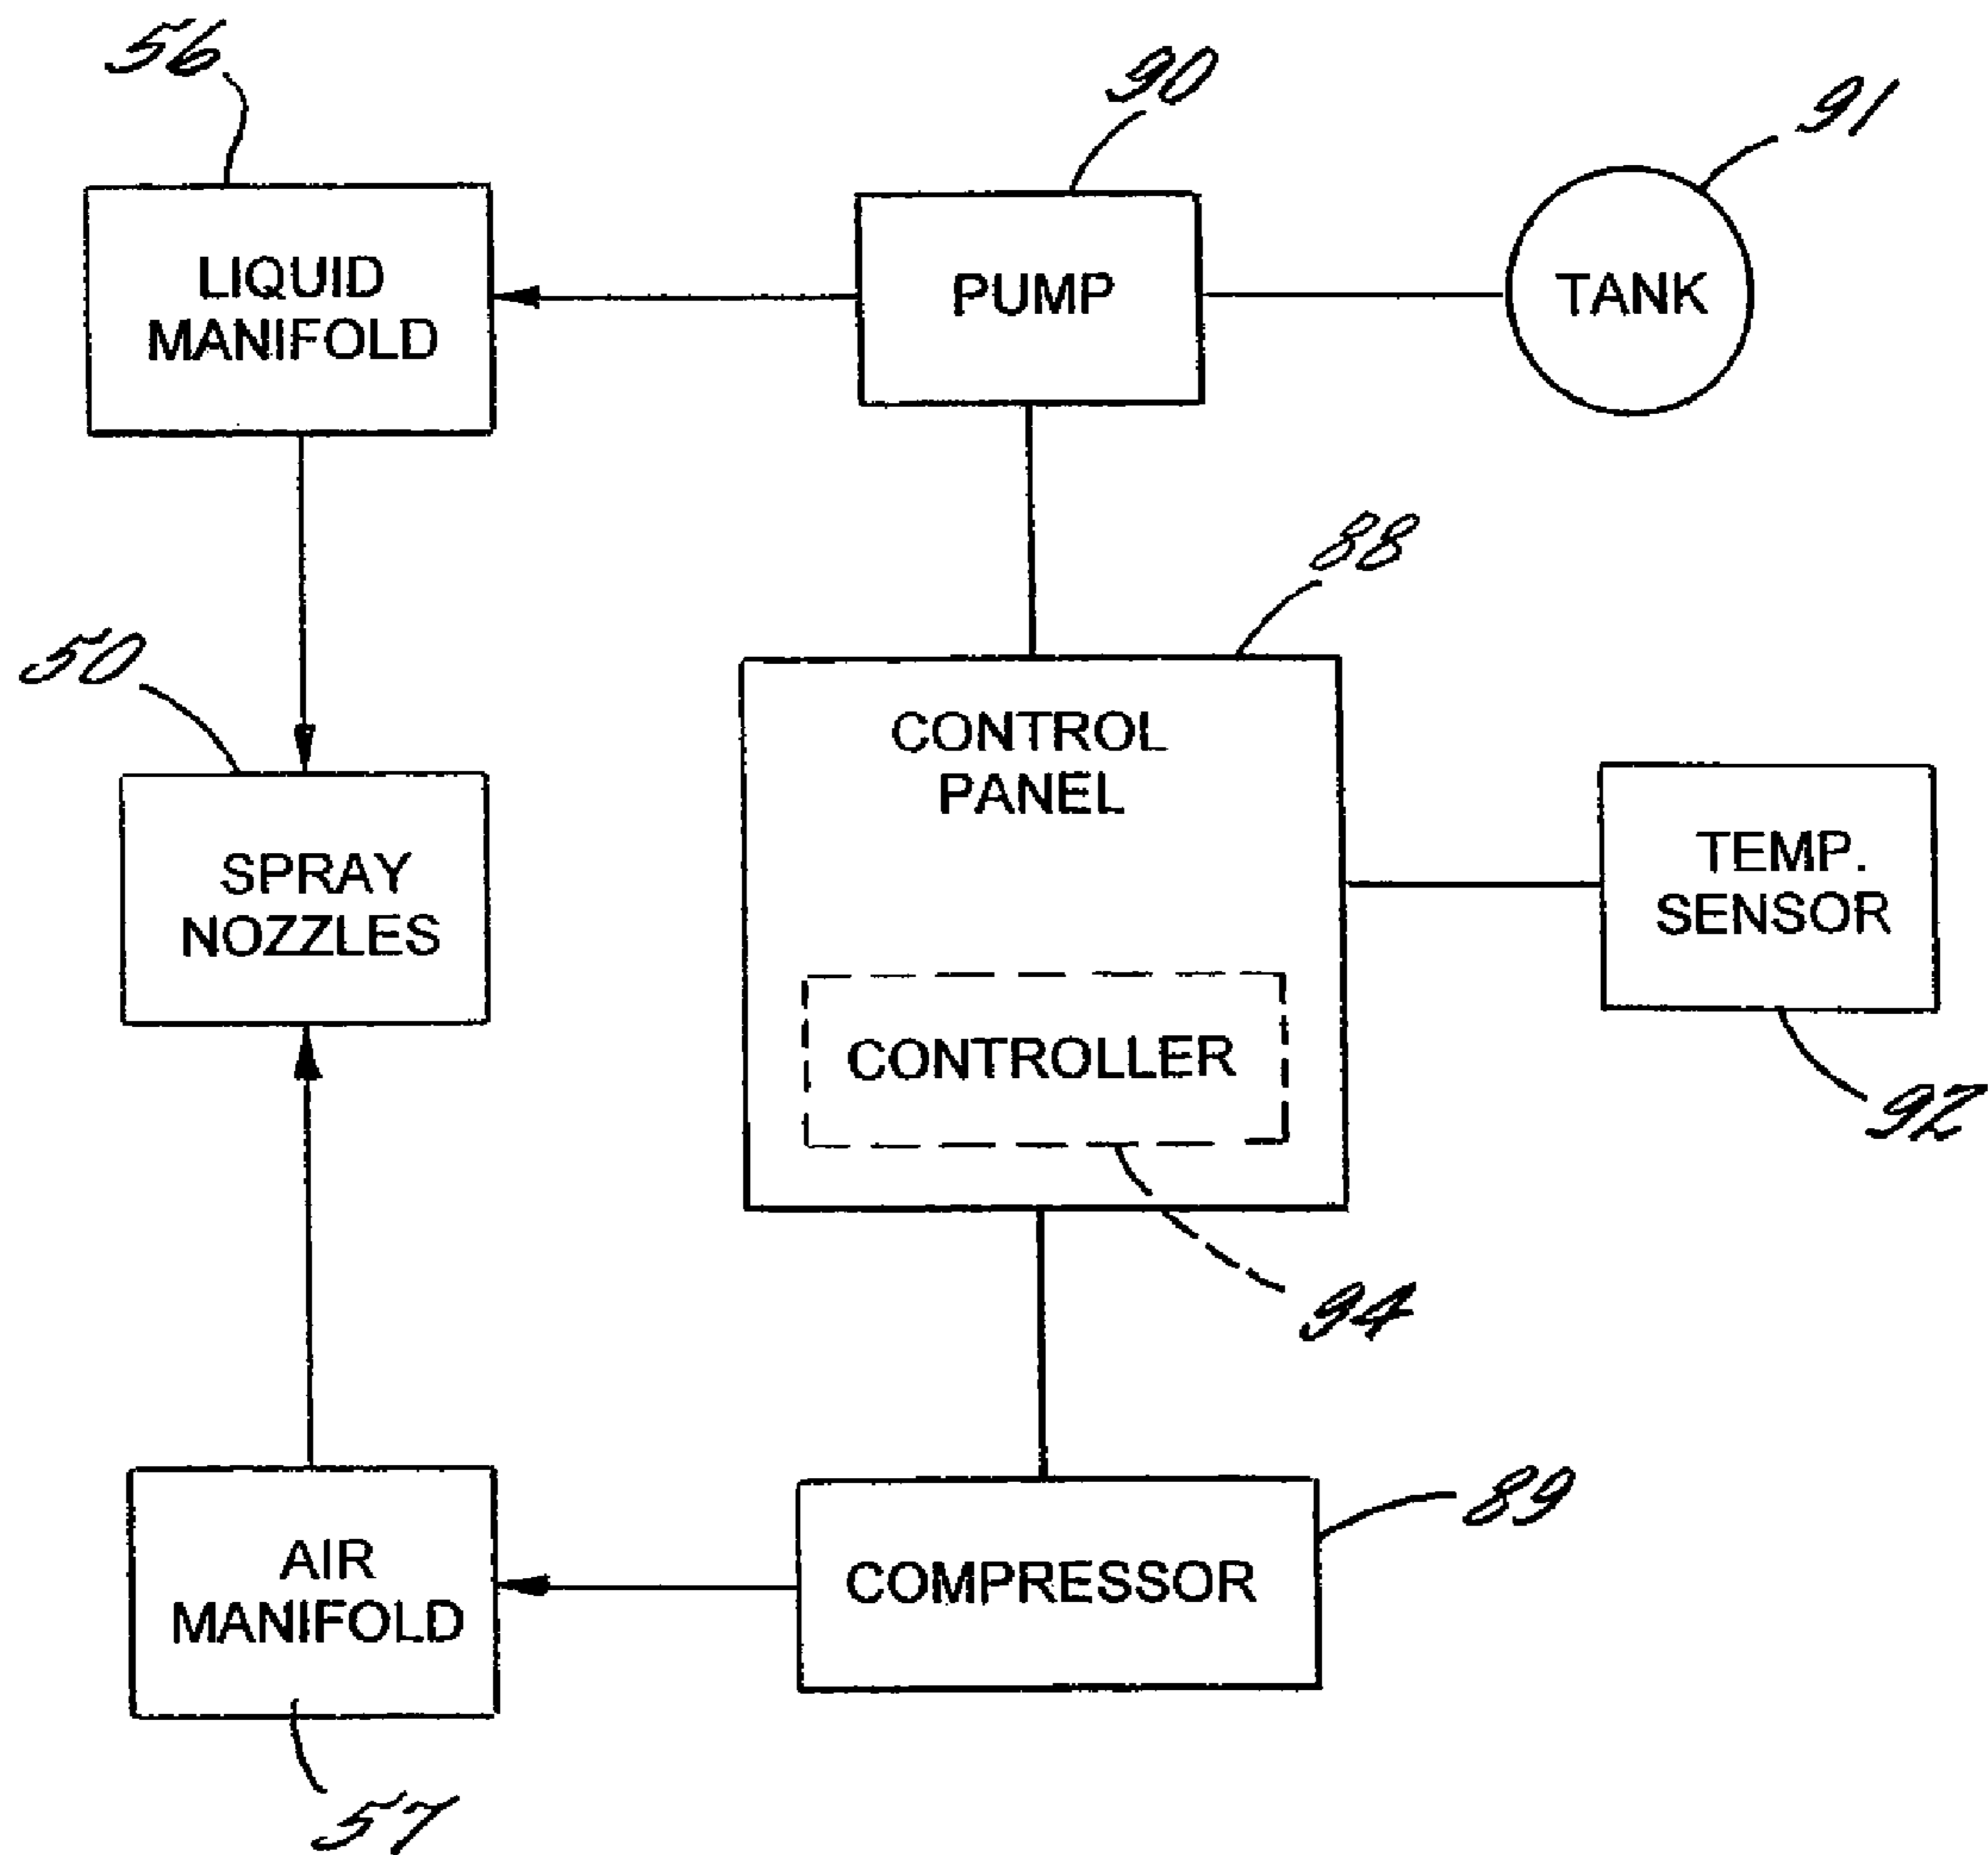 56
90
91
LIQUID
MANIFOLD
PUMP
TANK
88
50
CONTROL
PANEL
SPRAY
NOZZLES
TEMP.
SENSOR
CONTROLLER
92
94
89
AIR
MANIFOLD
COMPRESSOR
57